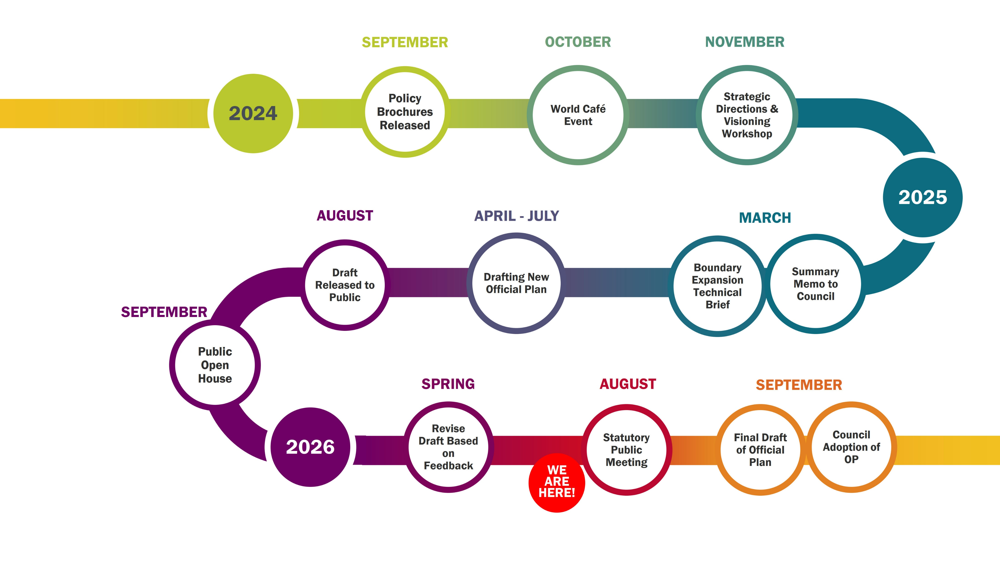 SEPTEMBER
OCTOBER
NOVEMBER
2024
Policy
Brochures
Released
World Café
Event
Strategic
Directions &
Visioning
Workshop
2025
MARCH
Summary
Memo to
Council
Boundary
Expansion
Technical
Brief
APRIL - JULY
Drafting New
Official Plan
AUGUST
Draft
Released to
Public
SEPTEMBER
Public
Open
House
2026
SPRING
Revise
Draft Based
on
Feedback
WE
ARE
HERE!
AUGUST
Statutory
Public
Meeting
SEPTEMBER
Final Draft
of Official
Plan
Council
Adoption of
OP